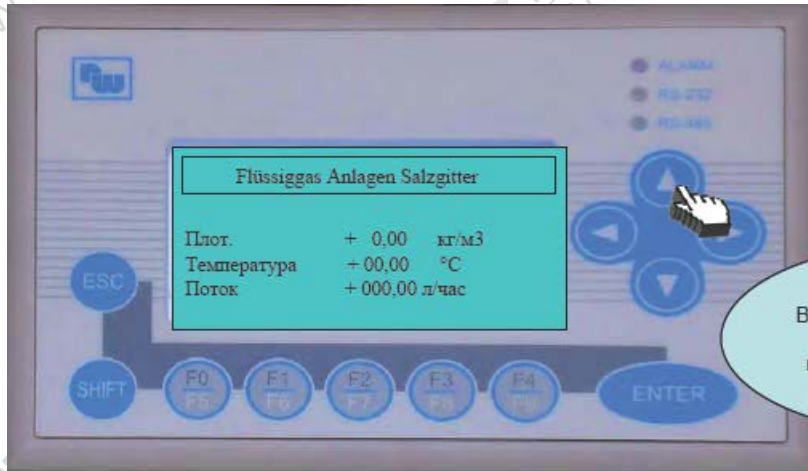 ALARM
RS-232
RS-485
Flüssiggas Anlagen Salzgitter
Плот. + 0,00 кг/м3
Температура + 00,00 °C
Поток + 000,00 л/час
ESC
SHIFT
F0 F1 F2 F3 F4
F5 F6 F7 F8 F9
ENTER
В